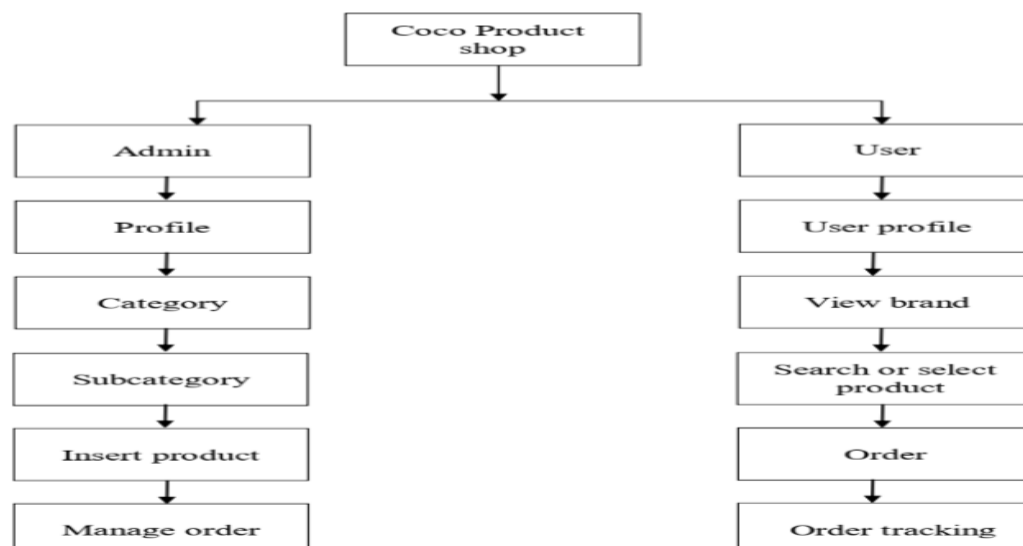 Coco Product
shop
Admin
User
Profile
User profile
Category
View brand
Subcategory
Search or select
product
Insert product
Order
Manage order
Order tracking